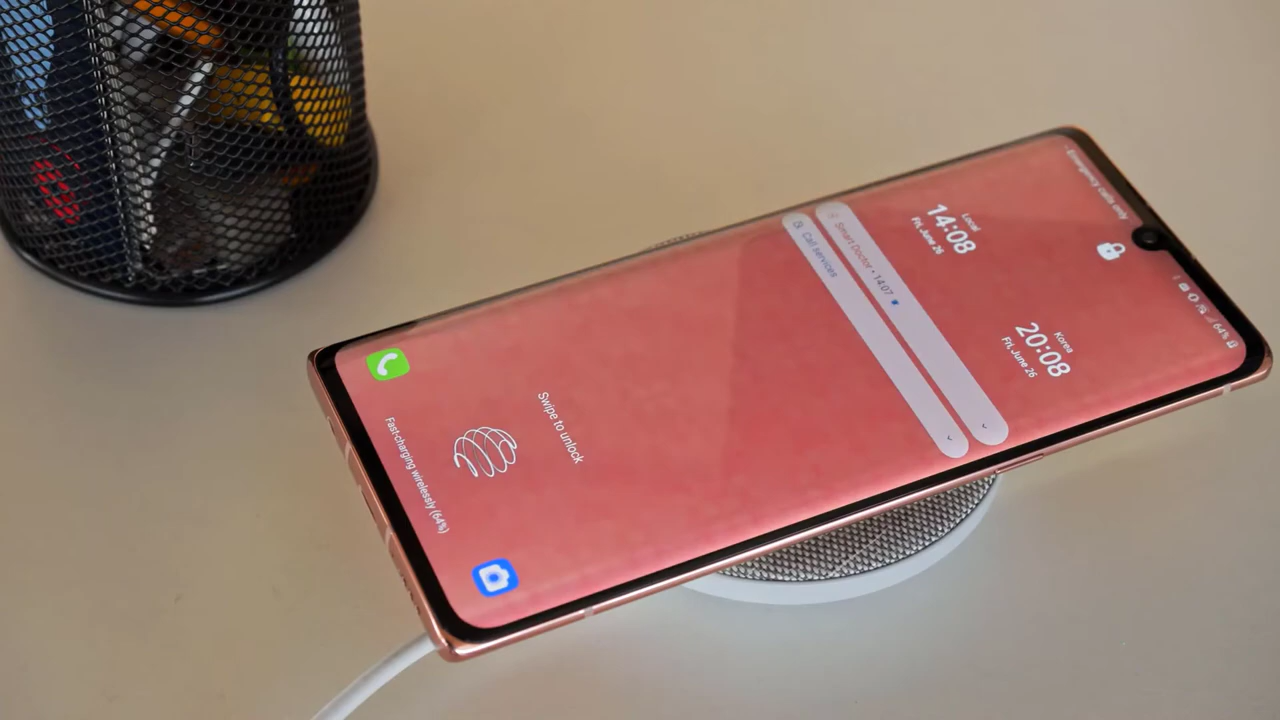 Emergency calls only
64%
Local
14:08
Fri, June 26
Korea
20:08
Fri, June 26
Smart Doctor • 14:07
Call services
Swipe to unlock
Fast-charging wirelessly (64%)